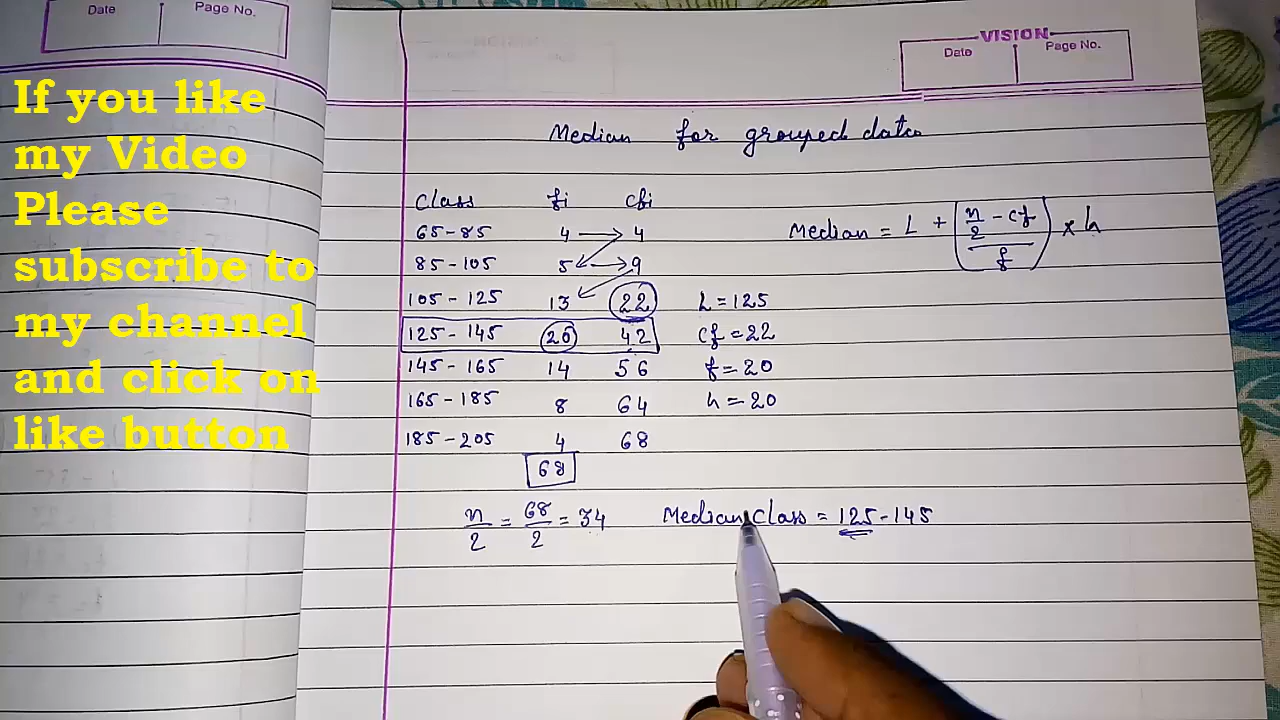 Date Page No.
VISION
Date Page No.
If you like
my Video
Please
subscribe to
my channel
and click on
like button
Median for grouped data
Class fi cfi
65-85 4 4
85-105 5 9
105-125 13 22
125-145 20 42
145-165 14 56
165-185 8 64
185-205 4 68
68
Median = L + (n/2 - cf / f) × h
L = 125
cf = 22
f = 20
h = 20
n/2 = 68/2 = 34 Median Class = 125-145